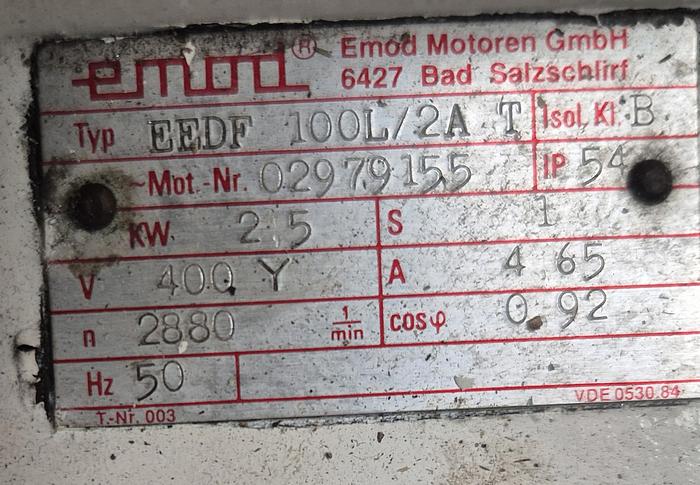 emod ® Emod Motoren GmbH
6427 Bad Salzschlirf
Typ EEDF 100L/2A T Isol. Kl. B
~Mot.-Nr. 02979155 IP 54
KW 2,5 S 1
V 400 Y A 4,65
n 2880 1/min cosφ 0.92
Hz 50
T-Nr. 003 VDE 0530.84